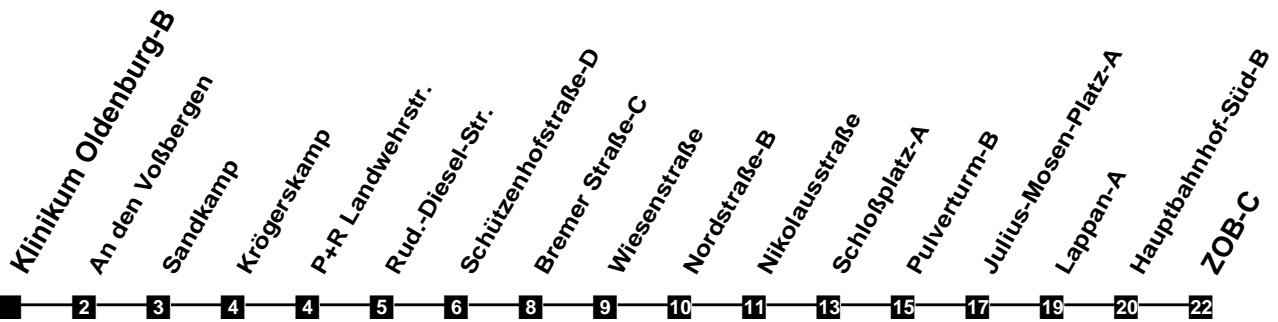 Klinikum Oldenburg-B
An den Voßbergen
Sandkamp
Krögerskamp
P+R Landwehrstr.
Rud.-Diesel-Str.
Schützenhofstraße-D
Bremer Straße-C
Wiesenstraße
Nordstraße-B
Nikolausstraße
Schloßplatz-A
Pulverturm-B
Julius-Mosen-Platz-A
Lappan-A
Hauptbahnhof-Süd-B
ZOB-C
2 3 4 4 5 6 8 9 10 11 13 15 17 19 20 22